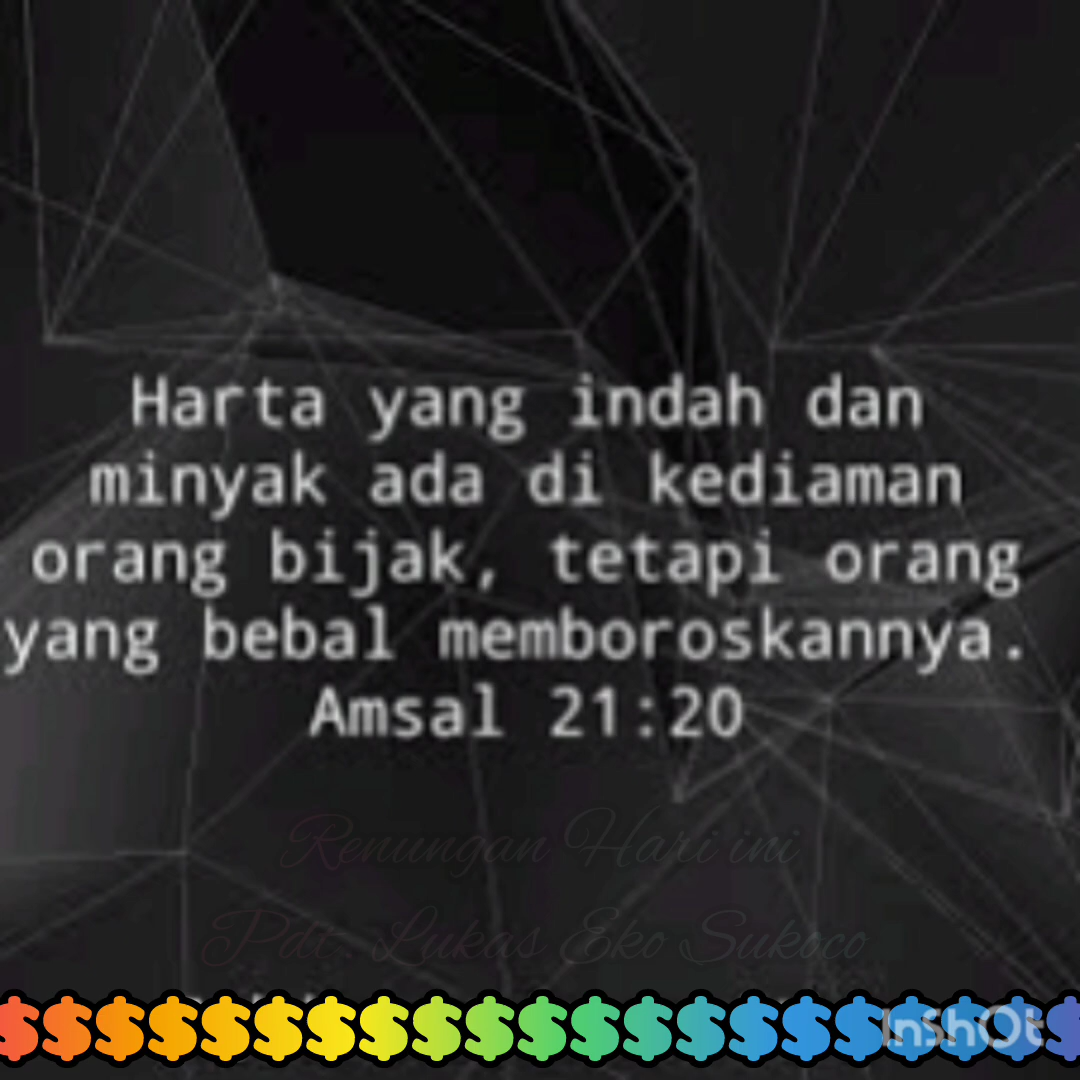 Harta yang indah dan
minyak ada di kediaman
orang bijak, tetapi orang
yang bebal memboroskannya.
Amsal 21:20
Renungan Hari ini
Pdt. Lukas Eko Sukoco
$$$$$$$$$$$$$$$$$$$$$
InShOt